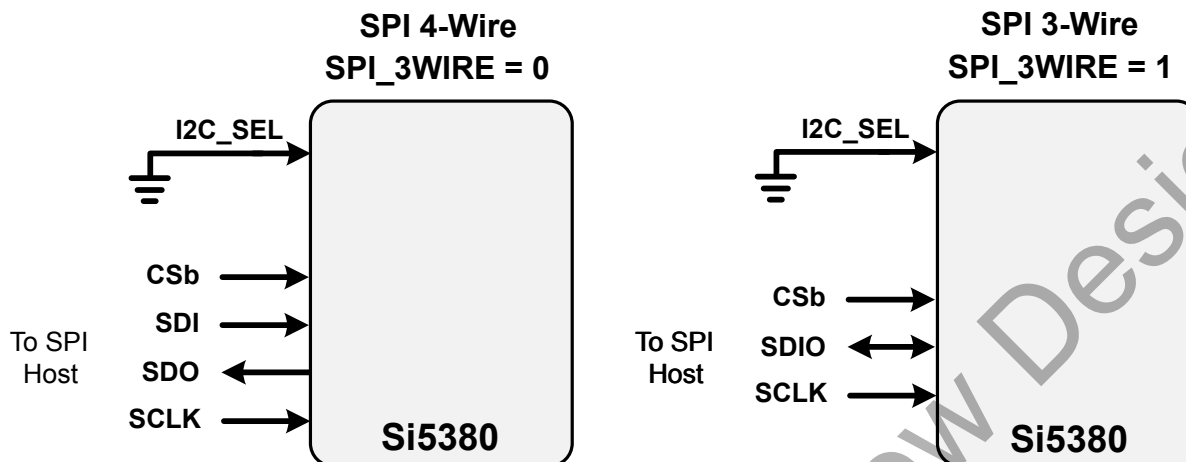 SPI 4-Wire
SPI_3WIRE = 0
I2C_SEL
CSb
SDI
SDO
SCLK
To SPI
Host
Si5380
SPI 3-Wire
SPI_3WIRE = 1
I2C_SEL
CSb
SDIO
SCLK
To SPI
Host
Si5380